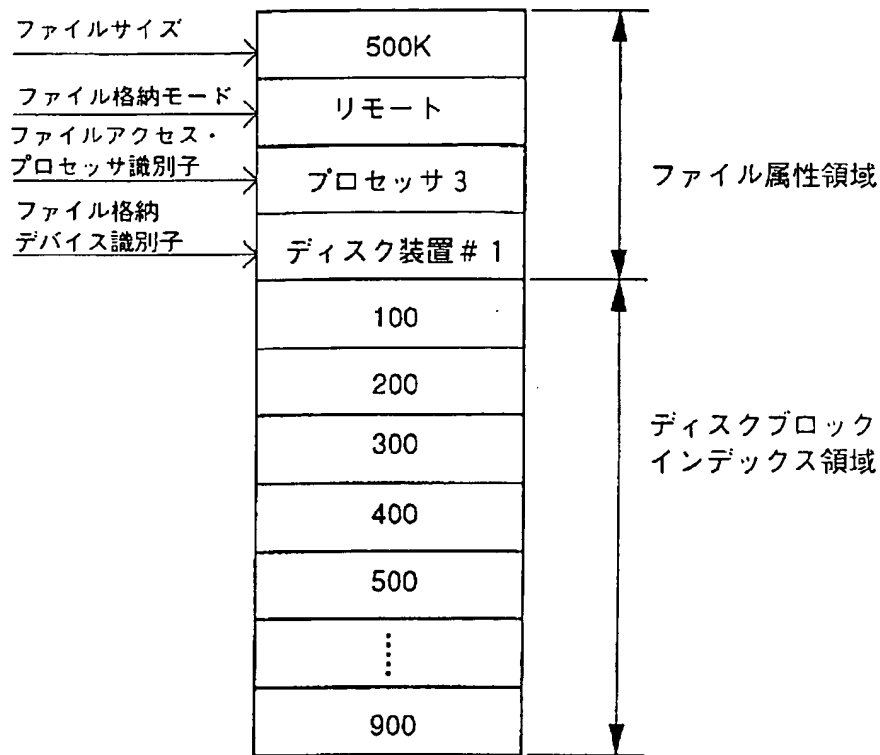 ファイルサイズ
500K
ファイル格納モード
リモート
ファイルアクセス・
プロセッサ識別子
プロセッサ3
ファイル属性領域
ファイル格納
デバイス識別子
ディスク装置#1
100
200
300
400
500
900
ディスクブロック
インデックス領域